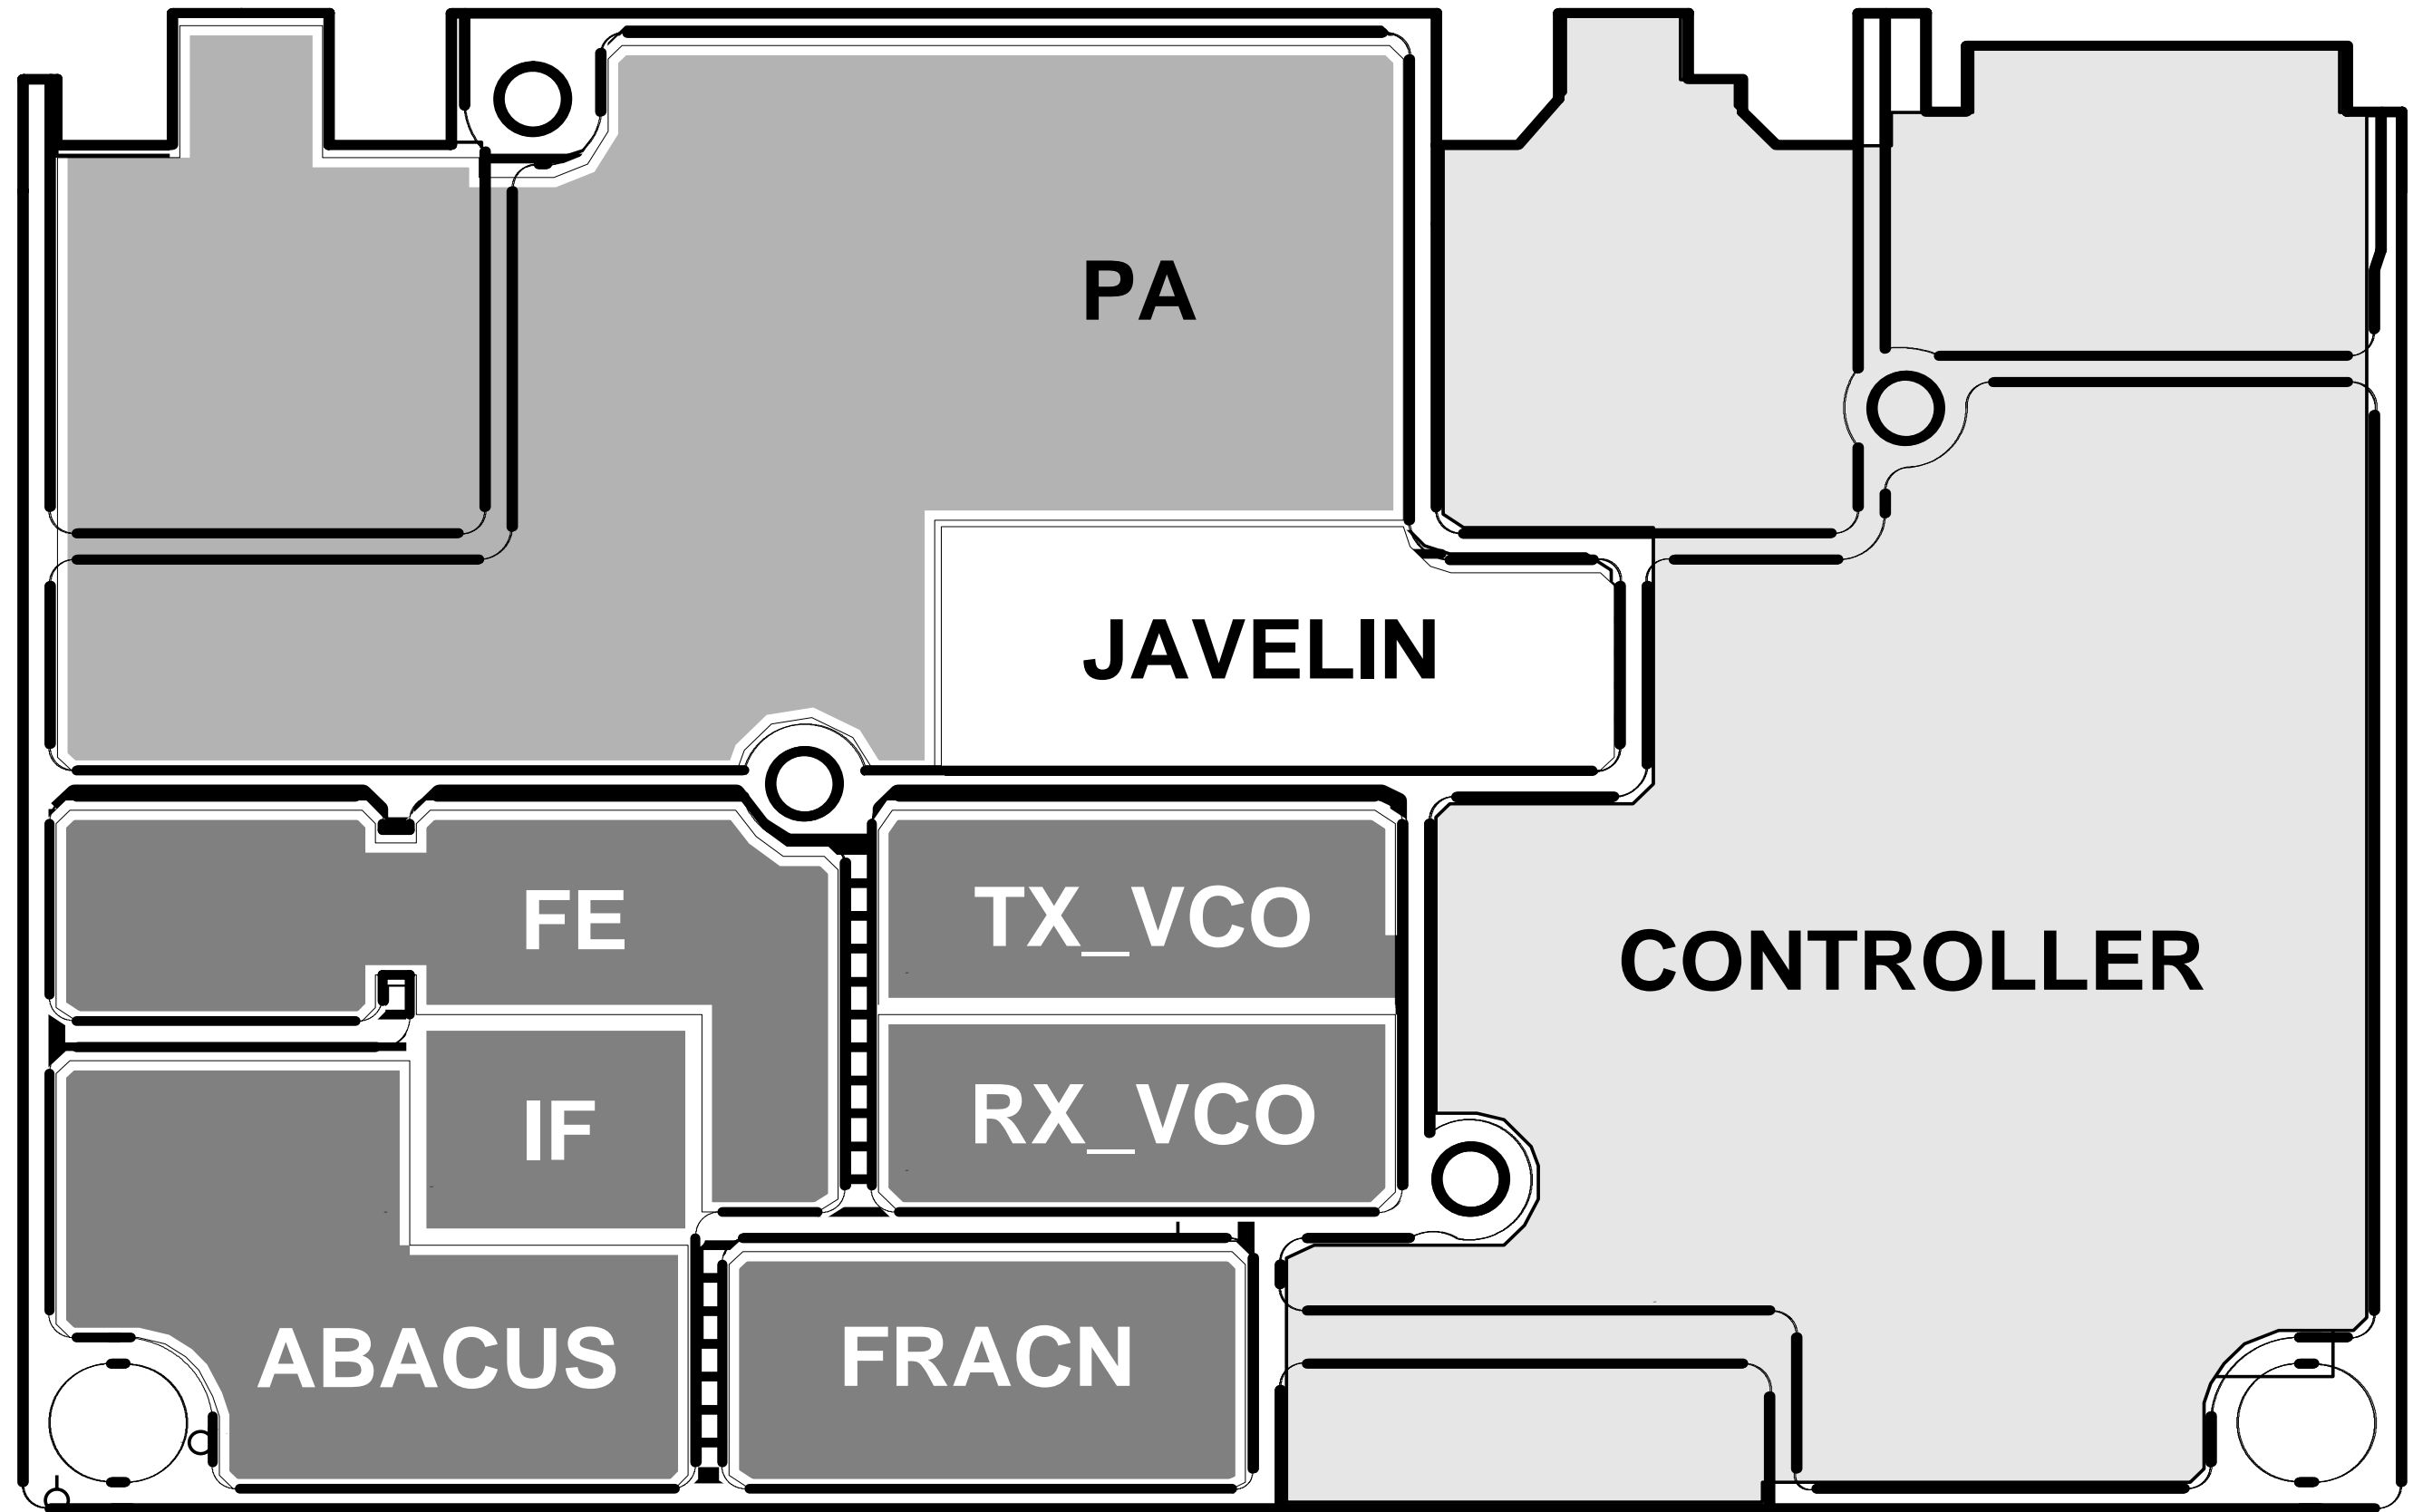 PA
JAVELIN
FE
TX_VCO
CONTROLLER
IF
RX_VCO
ABACUS
FRACN